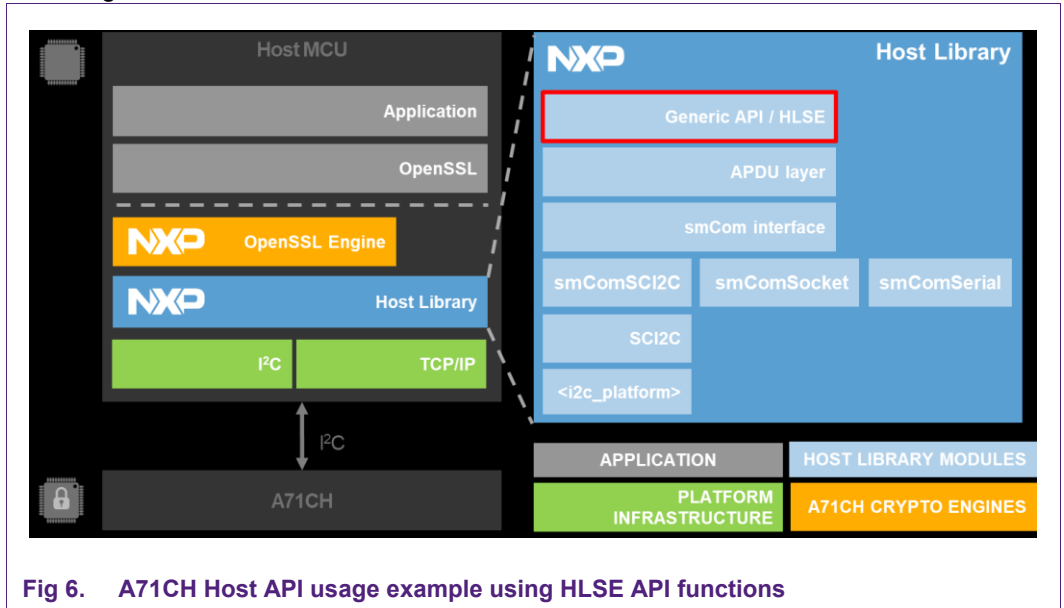 Host MCU
Application
OpenSSL
NXP OpenSSL Engine
NXP Host Library
I²C TCP/IP
I²C
A71CH
NXP Host Library
Generic API / HLSE
APDU layer
smCom interface
smComSCI2C smComSocket smComSerial
SCI2C
<i2c_platform>
APPLICATION HOST LIBRARY MODULES
PLATFORM
INFRASTRUCTURE
A71CH CRYPTO ENGINES
Fig 6. A71CH Host API usage example using HLSE API functions